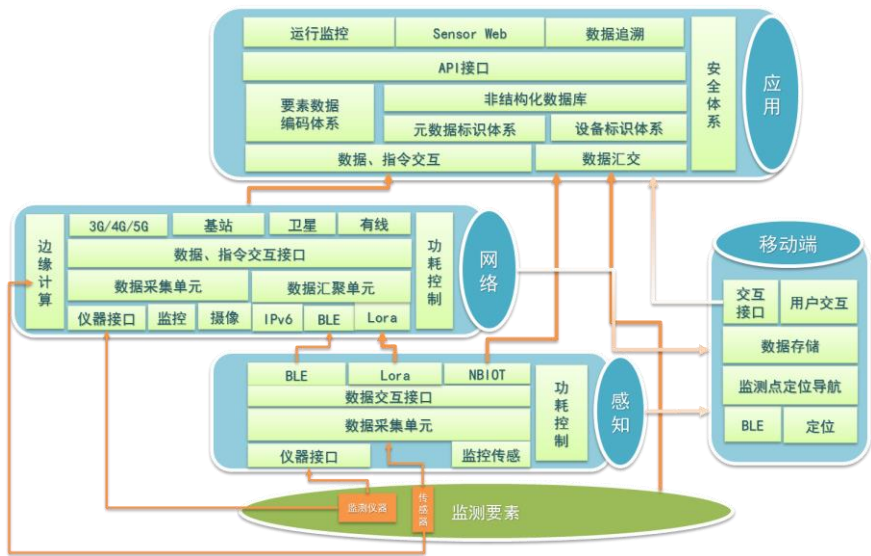 运行监控
Sensor Web
数据追溯
API接口
要素数据
编码体系
非结构化数据库
元数据标识体系
设备标识体系
数据、指令交互
数据汇交
安全体系
应用
边缘计算
3G/4G/5G
基站
卫星
有线
数据、指令交互接口
数据采集单元
数据汇聚单元
仪器接口
监控
摄像
IPv6
BLE
Lora
功耗控制
网络
移动端
交互
接口
用户交互
数据存储
监测点定位导航
BLE
定位
BLE
Lora
NBIOT
数据交互接口
数据采集单元
仪器接口
监控传感
功耗控制
感知
监测仪器
传感器
监测要素